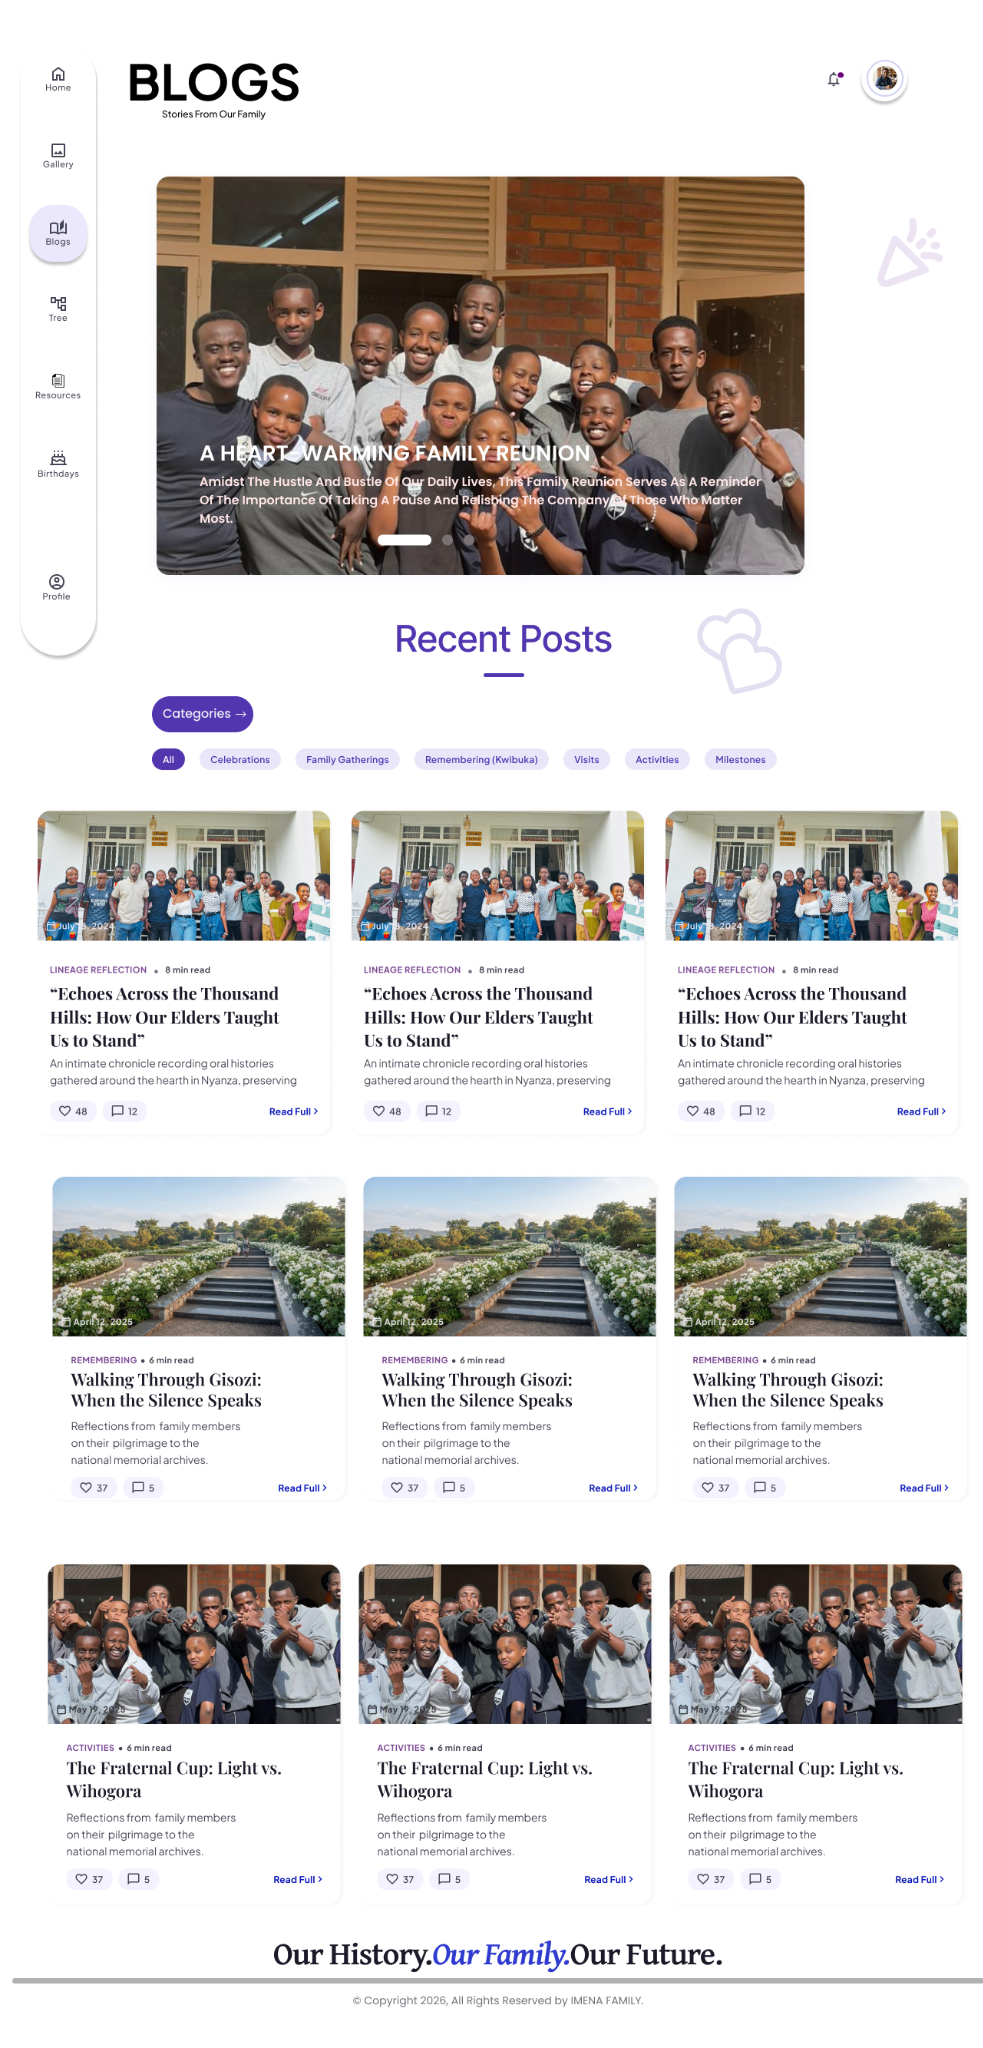 BLOGS
Stories From Our Family
Home
Gallery
Blogs
Tree
Resources
Birthdays
Profile
A HEART-WARMING FAMILY REUNION
Amidst The Hustle And Bustle Of Our Daily Lives, This Family Reunion Serves As A Reminder
Of The Importance Of Taking A Pause And Relishing The Company Of Those Who Matter
Most.
Recent Posts
Categories →
All Celebrations Family Gatherings Remembering (Kwibuka) Visits Activities Milestones
July 18, 2024 July 18, 2024 July 18, 2024
LINEAGE REFLECTION • 8 min read
“Echoes Across the Thousand
Hills: How Our Elders Taught
Us to Stand”
An intimate chronicle recording oral histories
gathered around the hearth in Nyanza, preserving
48 12 Read Full >
LINEAGE REFLECTION • 8 min read
“Echoes Across the Thousand
Hills: How Our Elders Taught
Us to Stand”
An intimate chronicle recording oral histories
gathered around the hearth in Nyanza, preserving
48 12 Read Full >
LINEAGE REFLECTION • 8 min read
“Echoes Across the Thousand
Hills: How Our Elders Taught
Us to Stand”
An intimate chronicle recording oral histories
gathered around the hearth in Nyanza, preserving
48 12 Read Full >
April 12, 2025 April 12, 2025 April 12, 2025
REMEMBERING • 6 min read
Walking Through Gisozi:
When the Silence Speaks
Reflections from family members
on their pilgrimage to the
national memorial archives.
37 5 Read Full >
REMEMBERING • 6 min read
Walking Through Gisozi:
When the Silence Speaks
Reflections from family members
on their pilgrimage to the
national memorial archives.
37 5 Read Full >
REMEMBERING • 6 min read
Walking Through Gisozi:
When the Silence Speaks
Reflections from family members
on their pilgrimage to the
national memorial archives.
37 5 Read Full >
May 19, 2025 May 19, 2025 May 19, 2025
ACTIVITIES • 6 min read
The Fraternal Cup: Light vs.
Wihogora
Reflections from family members
on their pilgrimage to the
national memorial archives.
37 5 Read Full >
ACTIVITIES • 6 min read
The Fraternal Cup: Light vs.
Wihogora
Reflections from family members
on their pilgrimage to the
national memorial archives.
37 5 Read Full >
ACTIVITIES • 6 min read
The Fraternal Cup: Light vs.
Wihogora
Reflections from family members
on their pilgrimage to the
national memorial archives.
37 5 Read Full >
Our History.Our Family.Our Future.
© Copyright 2026, All Rights Reserved by IMENA FAMILY.